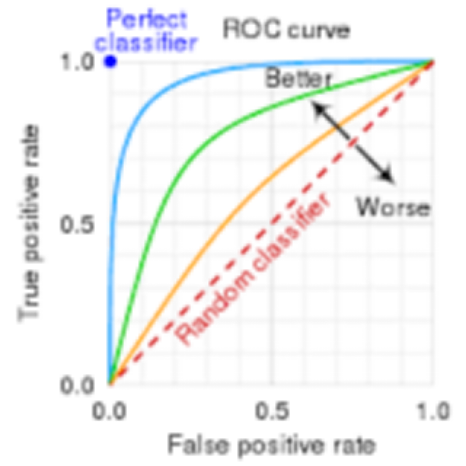 Perfect
classifier
ROC curve
1.0
Better
True positive rate
0.5
Worse
Random classifier
0.0
0.0 0.5 1.0
False positive rate